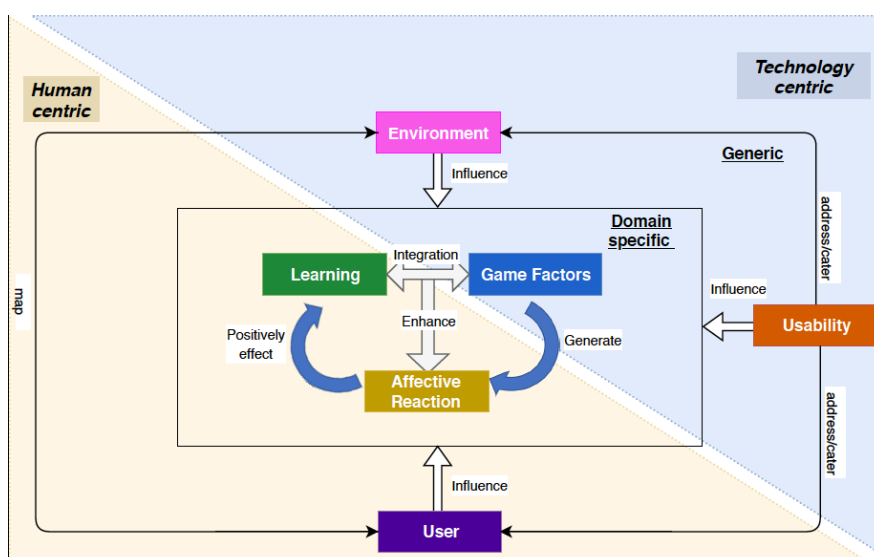 Human
centric
Technology
centric
Environment
Generic
Influence
Domain
specific
Integration
Learning
Game Factors
address/cater
Influence
map
Enhance
Usability
Positively
effect
Generate
Affective
Reaction
address/cater
Influence
User